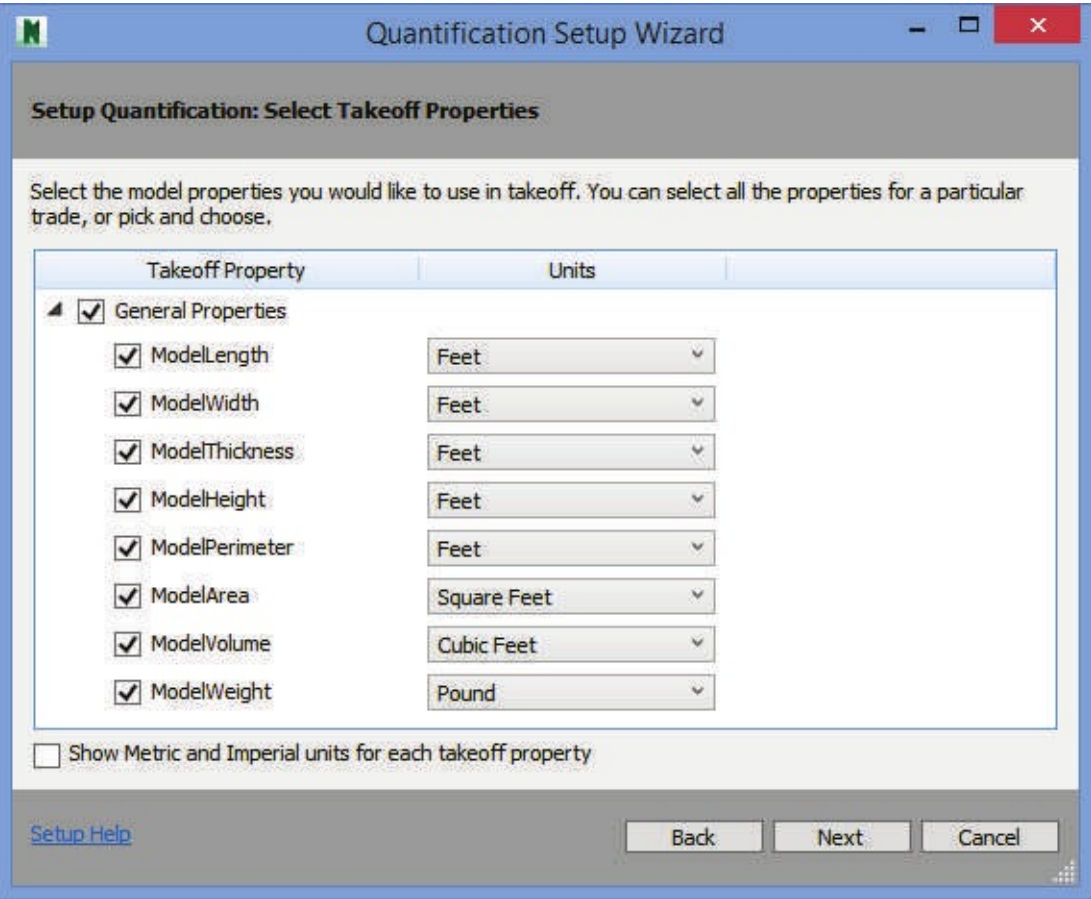 Quantification Setup Wizard
Setup Quantification: Select Takeoff Properties
Select the model properties you would like to use in takeoff. You can select all the properties for a particular
trade, or pick and choose.
Takeoff Property Units
General Properties
ModelLength Feet
ModelWidth Feet
ModelThickness Feet
ModelHeight Feet
ModelPerimeter Feet
ModelArea Square Feet
ModelVolume Cubic Feet
ModelWeight Pound
Show Metric and Imperial units for each takeoff property
Setup Help Back Next Cancel